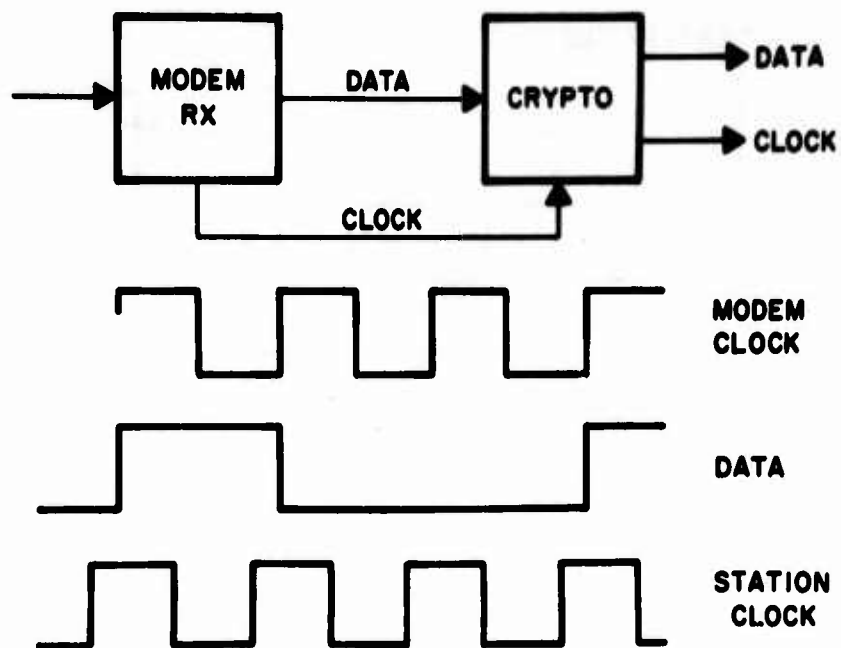 MODEM
RX
DATA
CRYPTO
DATA
CLOCK
CLOCK
MODEM
CLOCK
DATA
STATION
CLOCK